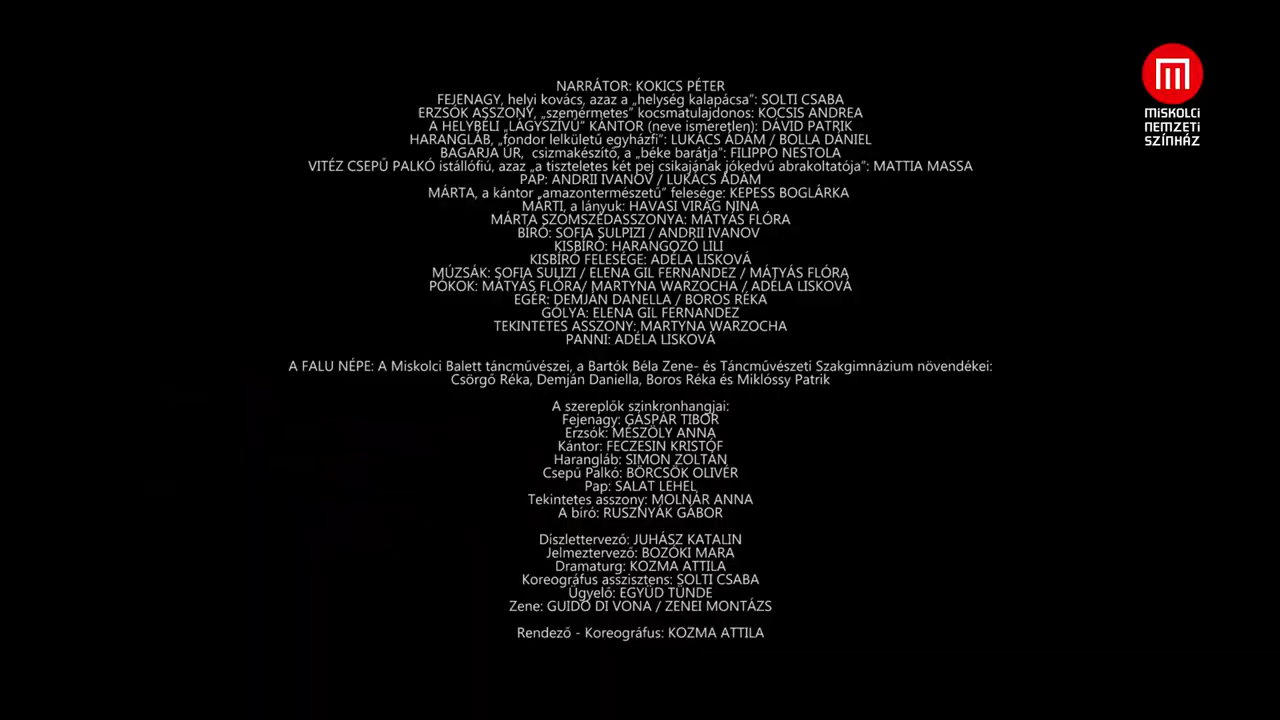 NARRÁTOR: KOKICS PÉTER
FEJENAGY, helyi kovács, azaz a „helység kalapácsa”: SOLTI CSABA
ERZSÓK ASSZONY, „szemérmetes” kocsmatulajdonos: KOCSIS ANDREA
A HELYBÉLI „LÁGYSZÍVŰ” KÁNTOR (neve ismeretlen): DÁVID PATRIK
HARANGLÁB, „fondor lelkületű egyházfi”: LUKÁCS ÁDÁM / BOLLA DÁNIEL
BAGARJA ÚR, csizmakészítő, a „béke barátja”: FILIPPO NESTOLA
VITÉZ CSEPŰ PALKÓ istállófiú, azaz „a tiszteletes két pej csikajának jókedvű abrakoltatója”: MATTIA MASSA
PAP: ANDRII IVANOV / LUKÁCS ÁDÁM
MÁRTA, a kántor „amazontermészetű” felesége: KEPESS BOGLÁRKA
MÁRTI, a lányuk: HAVASI VIRÁG NINA
MÁRTA SZOMSZÉDASSZONYA: MÁTYÁS FLÓRA
BÍRÓ: SOFIA SULPIZI / ANDRII IVANOV
KISBÍRÓ: HARANGOZÓ LILI
KISBÍRÓ FELESÉGE: ADÉLA LISKOVÁ
MÚZSÁK: SOFIA SULIZI / ELENA GIL FERNANDEZ / MÁTYÁS FLÓRA
PÓKOK: MÁTYÁS FLÓRA/ MARTYNA WARZOCHA / ADÉLA LISKOVÁ
EGÉR: DEMJÁN DANELLA / BOROS RÉKA
GÓLYA: ELENA GIL FERNANDEZ
TEKINTETES ASSZONY: MARTYNA WARZOCHA
PANNI: ADÉLA LISKOVÁ
A FALU NÉPE: A Miskolci Balett táncművészei, a Bartók Béla Zene- és Táncművészeti Szakgimnázium növendékei:
Csörgő Réka, Demján Daniella, Boros Réka és Miklóssy Patrik
A szereplők szinkronhangjai:
Fejenagy: GÁSPÁR TIBOR
Erzsók: MÉSZÖLY ANNA
Kántor: FECZESIN KRISTÓF
Harangláb: SIMON ZOLTÁN
Csepű Palkó: BÖRCSÖK OLIVÉR
Pap: SALAT LEHEL
Tekintetes asszony: MOLNÁR ANNA
A bíró: RUSZNYÁK GÁBOR
Díszlettervező: JUHÁSZ KATALIN
Jelmeztervező: BOZÓKI MARA
Dramaturg: KOZMA ATTILA
Koreográfus asszisztens: SOLTI CSABA
Ügyelő: EGYÜD TÜNDE
Zene: GUIDO DI VONA / ZENEI MONTÁZS
Rendező - Koreográfus: KOZMA ATTILA
MISKOLCI
NEMZETI
SZÍNHÁZ